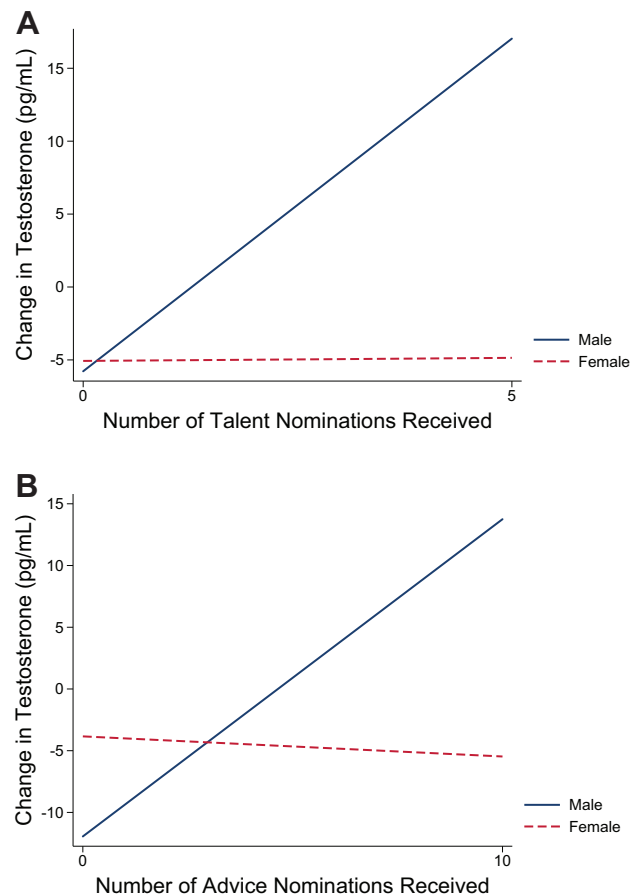 A
Change in Testosterone (pg/mL)
15
10
5
0
-5
0
5
Number of Talent Nominations Received
Male
Female
B
Change in Testosterone (pg/mL)
15
10
5
0
-5
-10
0
10
Number of Advice Nominations Received
Male
Female